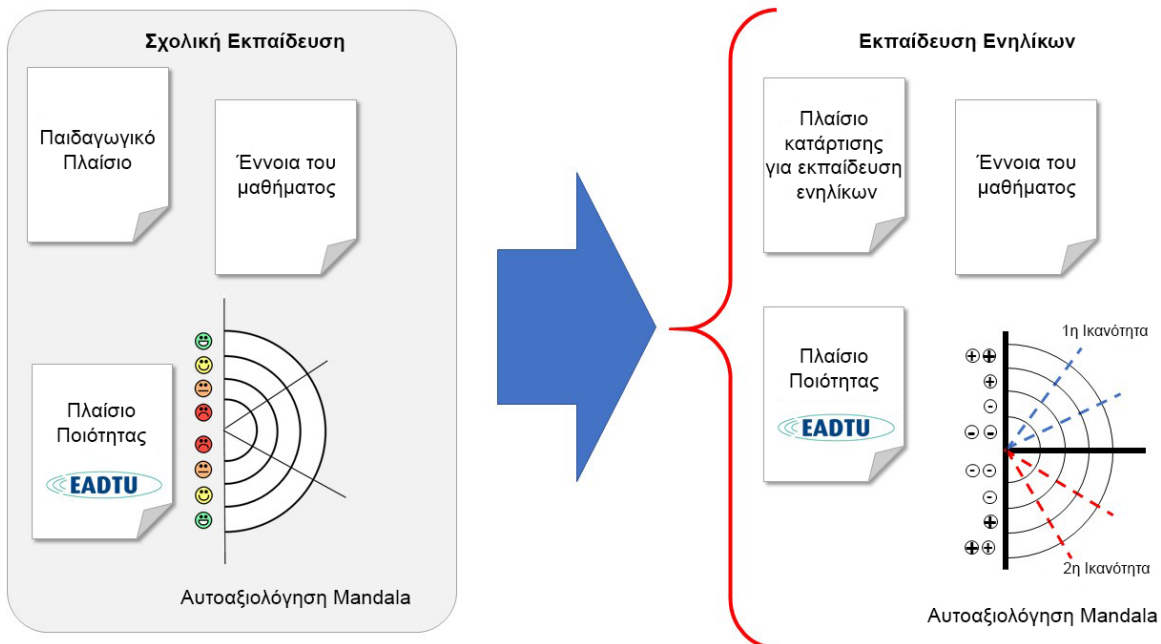 Σχολική Εκπαίδευση
Παιδαγωγικό
Πλαίσιο
Έννοια του
μαθήματος
Πλαίσιο
Ποιότητας
EADTU
Αυτοαξιολόγηση Mandala
Εκπαίδευση Ενηλίκων
Πλαίσιο
κατάρτισης
για εκπαίδευση
ενηλίκων
Έννοια του
μαθήματος
Πλαίσιο
Ποιότητας
EADTU
1η Ικανότητα
2η Ικανότητα
Αυτοαξιολόγηση Mandala